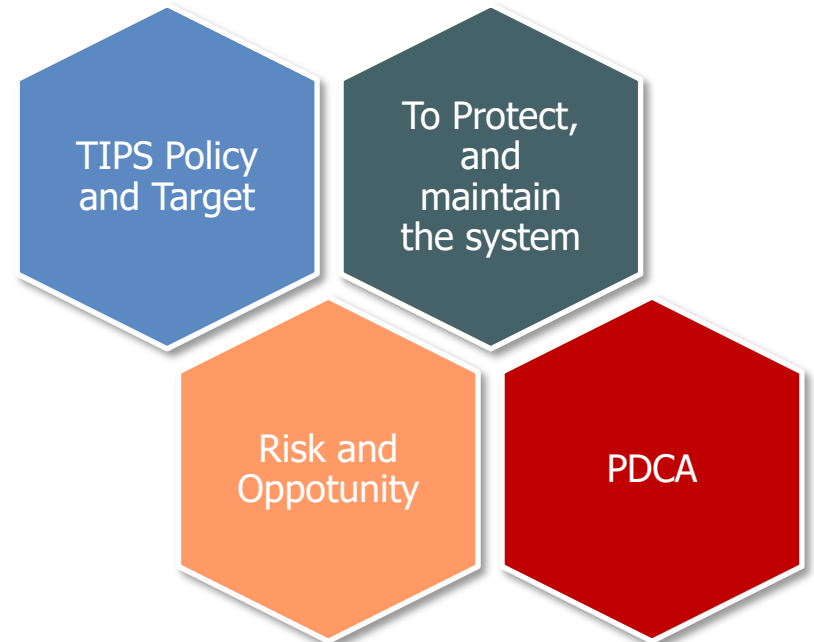 TIPS Policy
and Target
To Protect,
and
maintain
the system
Risk and
Oppotunity
PDCA